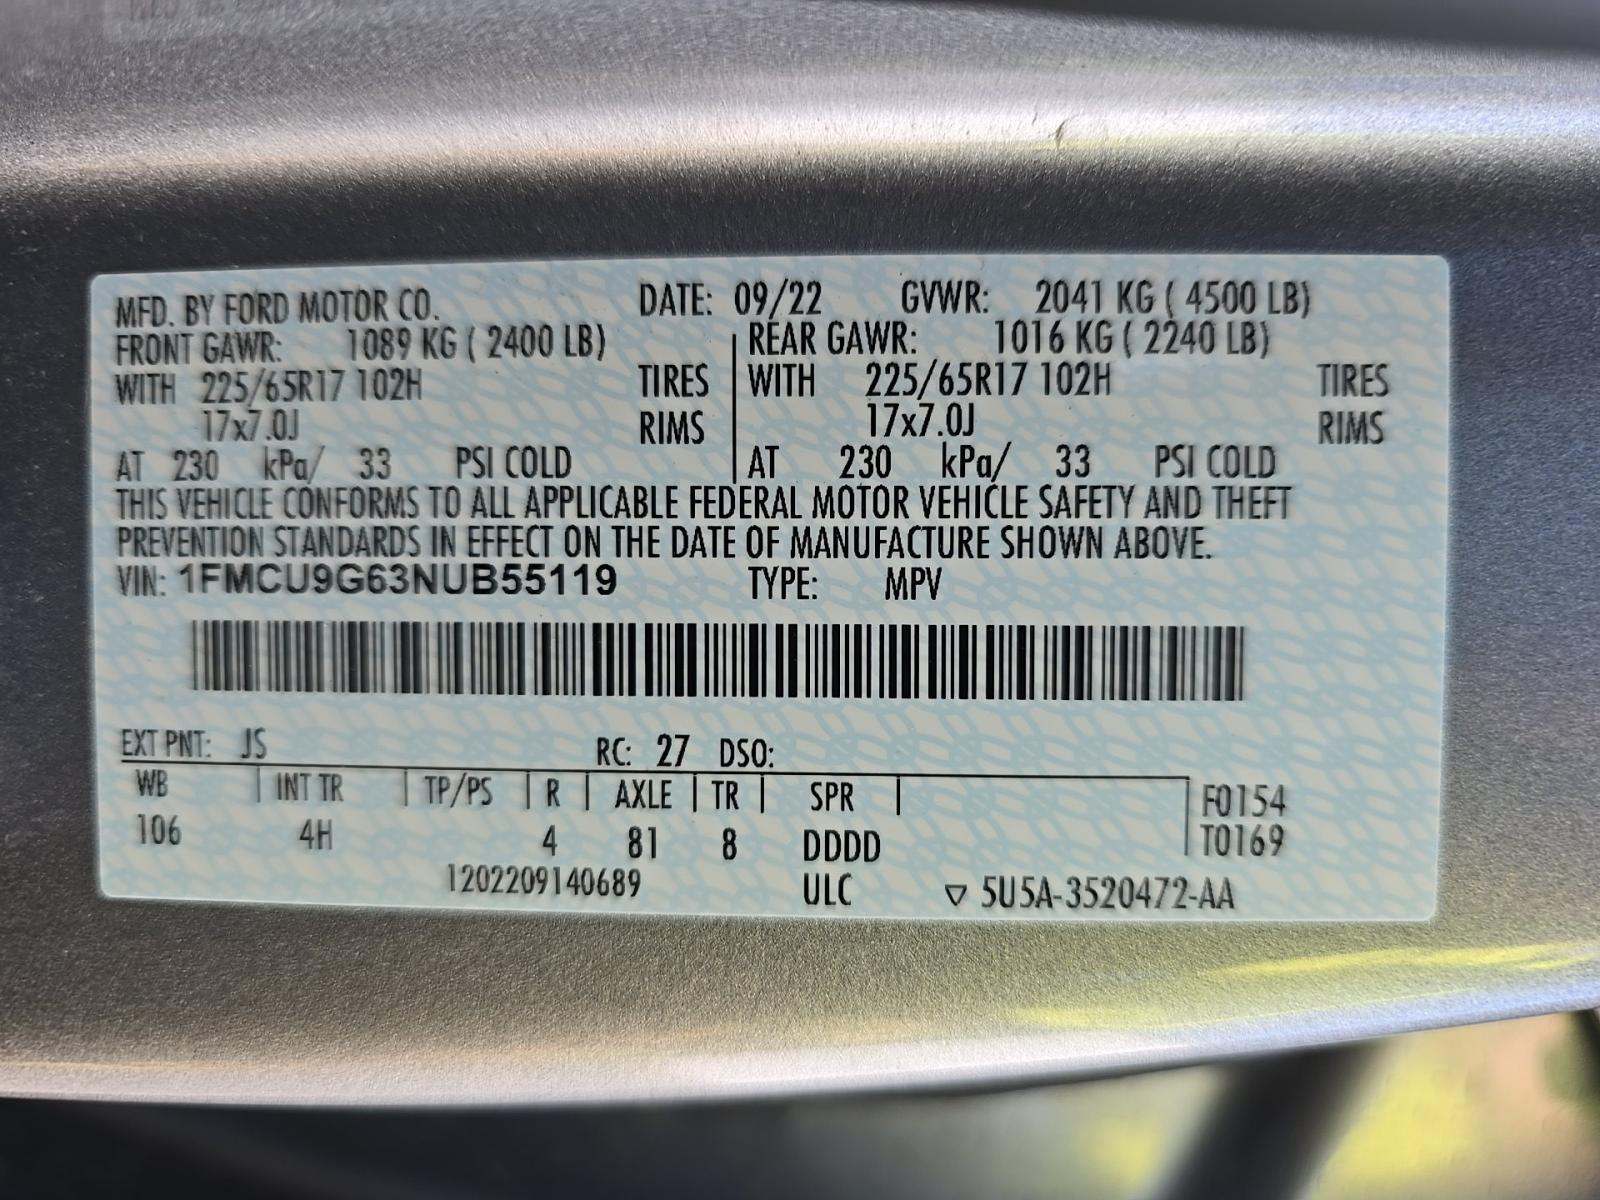 MFD. BY FORD MOTOR CO. DATE: 09/22 GVWR: 2041 KG ( 4500 LB)
FRONT GAWR: 1089 KG ( 2400 LB) REAR GAWR: 1016 KG ( 2240 LB)
WITH 225/65R17 102H TIRES WITH 225/65R17 102H TIRES
17x7.0J RIMS 17x7.0J RIMS
AT 230 kPa/ 33 PSI COLD AT 230 kPa/ 33 PSI COLD
THIS VEHICLE CONFORMS TO ALL APPLICABLE FEDERAL MOTOR VEHICLE SAFETY AND THEFT
PREVENTION STANDARDS IN EFFECT ON THE DATE OF MANUFACTURE SHOWN ABOVE.
VIN: 1FMCU9G63NUB55119 TYPE: MPV
EXT PNT: JS RC: 27 DSO:
WB INT TR TP/PS R AXLE TR SPR F0154
106 4H 4 81 8 DDDD T0169
1202209140689 ULC ▽ 5U5A-3520472-AA